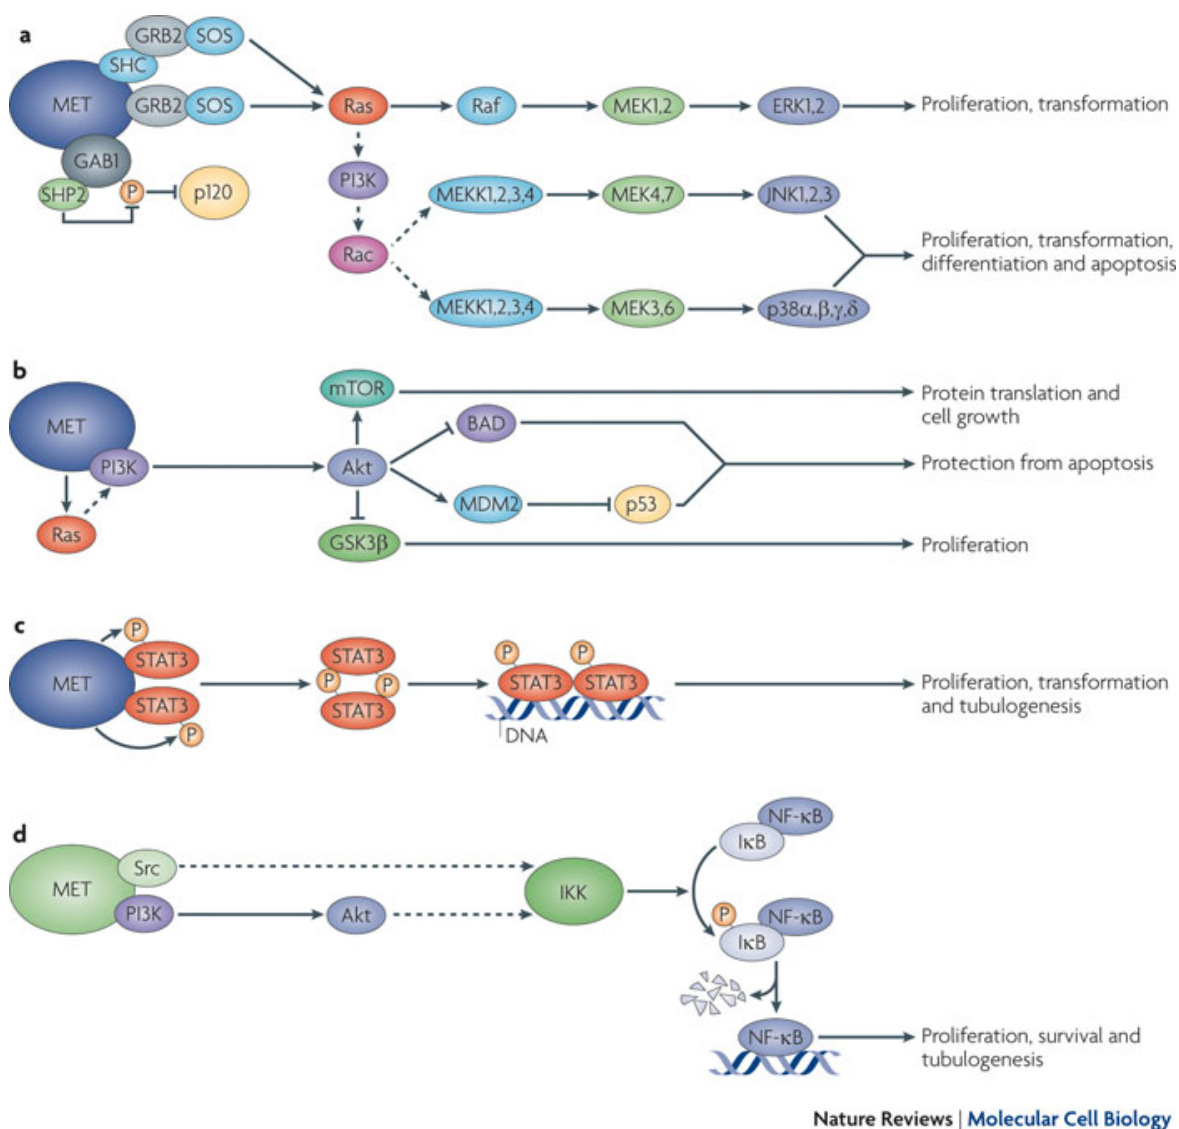 a
GRB2 SOS
SHC
MET GRB2 SOS Ras Raf MEK1,2 ERK1,2 Proliferation, transformation
GAB1
SHP2 P p120 PI3K MEKK1,2,3,4 MEK4,7 JNK1,2,3
Rac Proliferation, transformation,
differentiation and apoptosis
MEKK1,2,3,4 MEK3,6 p38α,β,γ,δ
b
mTOR Protein translation and
cell growth
MET BAD
PI3K Akt Protection from apoptosis
MDM2 p53
Ras GSK3β Proliferation
c
P
STAT3 STAT3 P P
MET P P STAT3 STAT3 Proliferation, transformation
and tubulogenesis
STAT3 STAT3
P DNA
d
NF-κB
IκB
Src
MET IKK
PI3K Akt P NF-κB
IκB
NF-κB Proliferation, survival and
tubulogenesis
Nature Reviews | Molecular Cell Biology